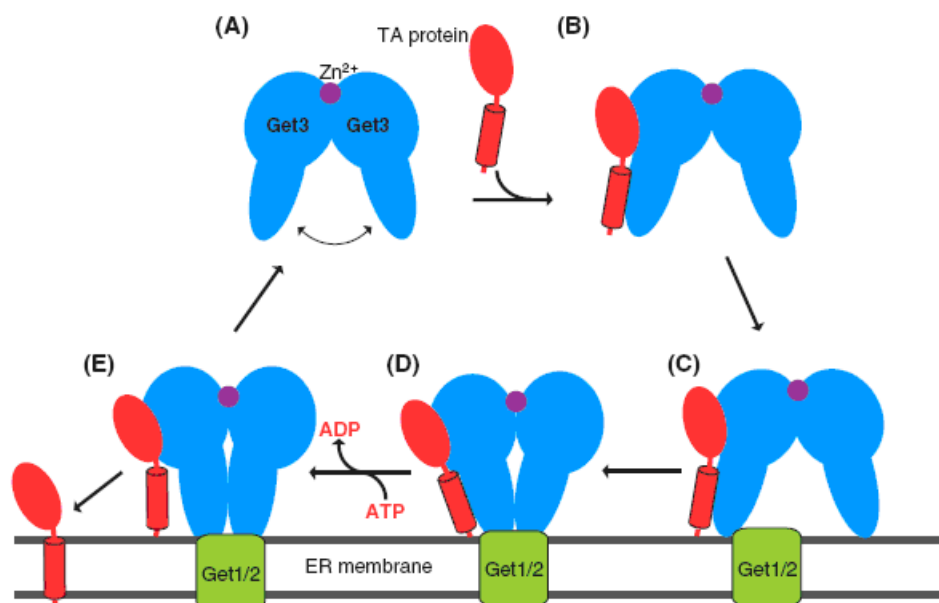 (A)
TA protein
(B)
Zn²⁺
Get3 Get3
(E)
(D)
(C)
ADP
ATP
Get1/2
ER membrane
Get1/2
Get1/2